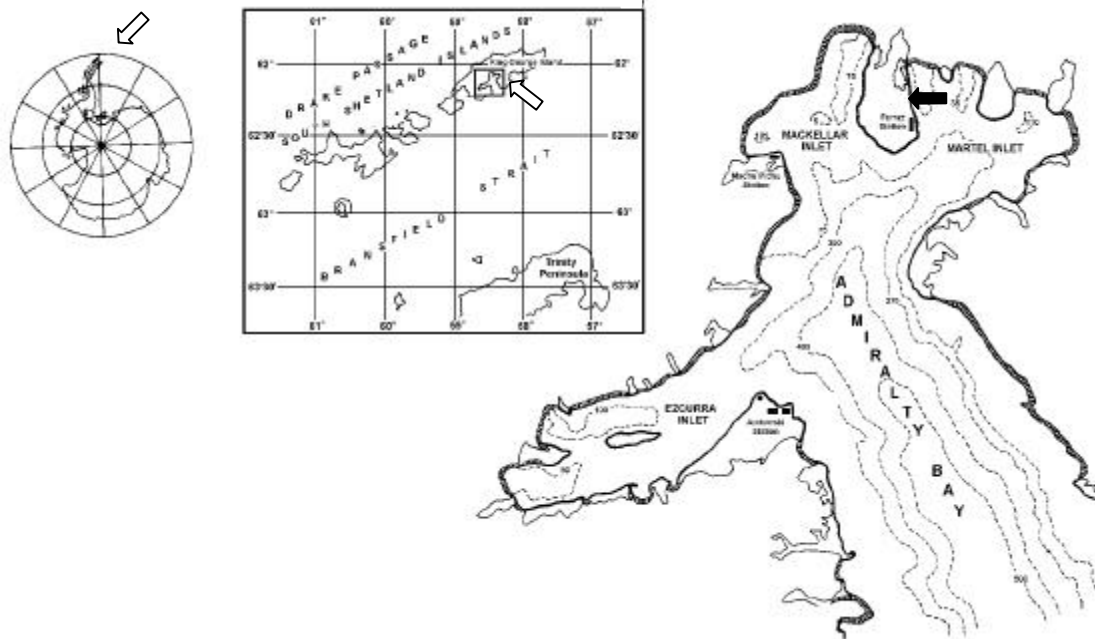 61° 60° 59° 58° 57°
DRAKE PASSAGE
SOUTH SHETLAND ISLANDS
King George Island
62° 62°
62°30' 62°30'
BRANSFIELD STRAIT
63° 63°
Trinity
Peninsula
63°30' 63°30'
61° 60° 59° 58° 57°
MACKELLAR
INLET
Ferraz
Station
MARTEL INLET
Machu Picchu
Station
300
400
ADMIRALTY
BAY
100
EZCURRA
INLET
Station
500